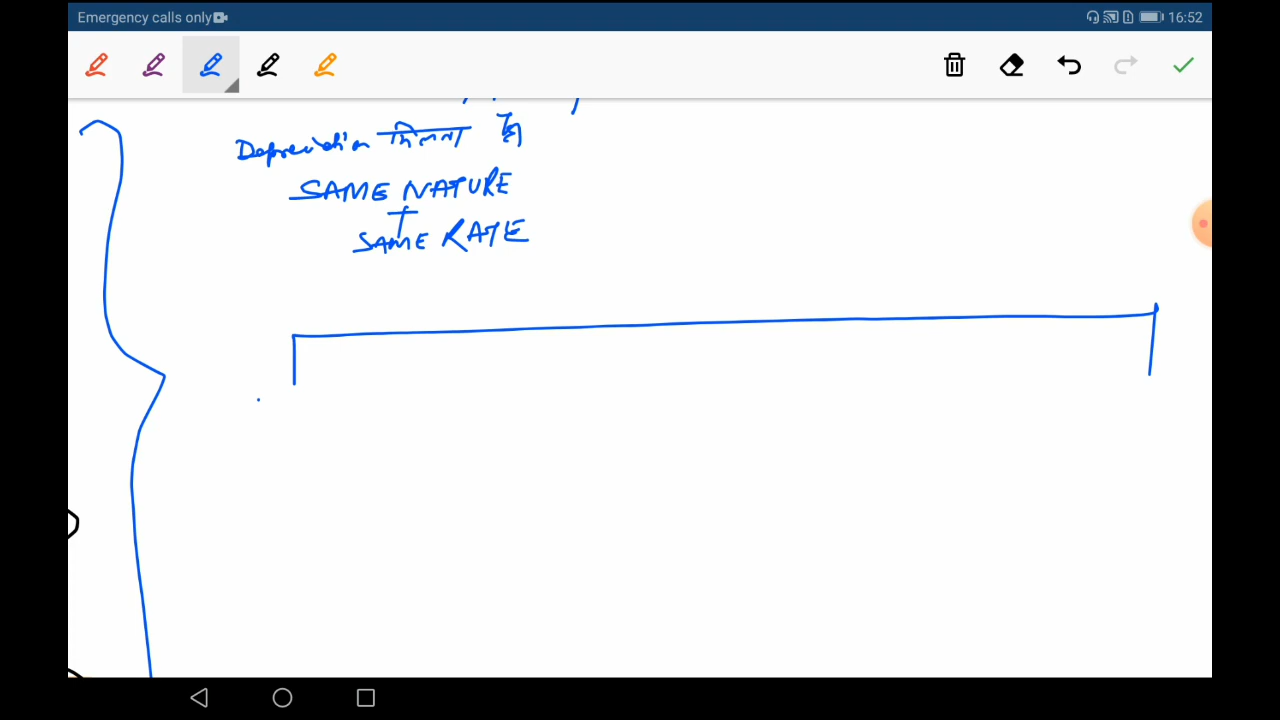 Emergency calls only
16:52
Depreciation मिलना है
SAME NATURE
+
SAME RATE